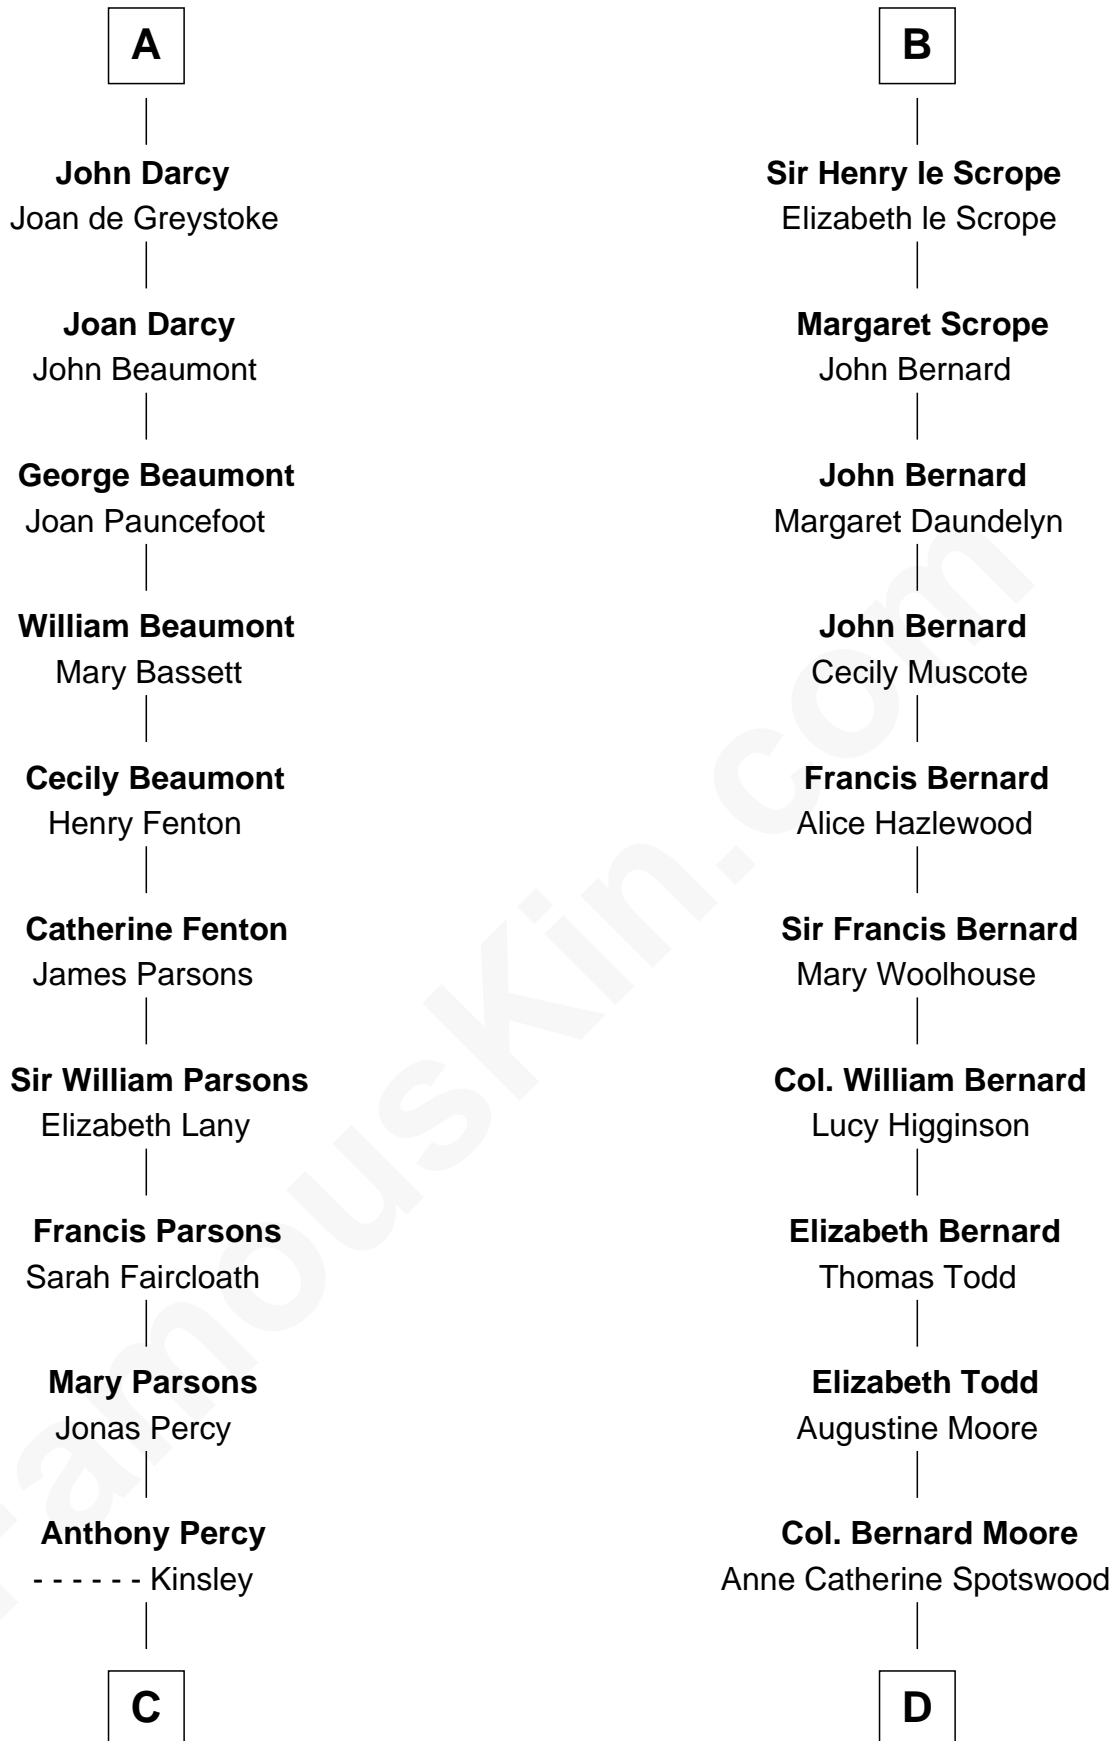 A
John Darcy
Joan de Greystoke
Joan Darcy
John Beaumont
George Beaumont
Joan Pauncefoot
William Beaumont
Mary Bassett
Cecily Beaumont
Henry Fenton
Catherine Fenton
James Parsons
Sir William Parsons
Elizabeth Lany
Francis Parsons
Sarah Faircloath
Mary Parsons
Jonas Percy
Anthony Percy
- - - - - - Kinsley
C
B
Sir Henry le Scrope
Elizabeth le Scrope
Margaret Scrope
John Bernard
John Bernard
Margaret Daundelyn
John Bernard
Cecily Muscote
Francis Bernard
Alice Hazlewood
Sir Francis Bernard
Mary Woolhouse
Col. William Bernard
Lucy Higginson
Elizabeth Bernard
Thomas Todd
Elizabeth Todd
Augustine Moore
Col. Bernard Moore
Anne Catherine Spotswood
D
FamousKin.com